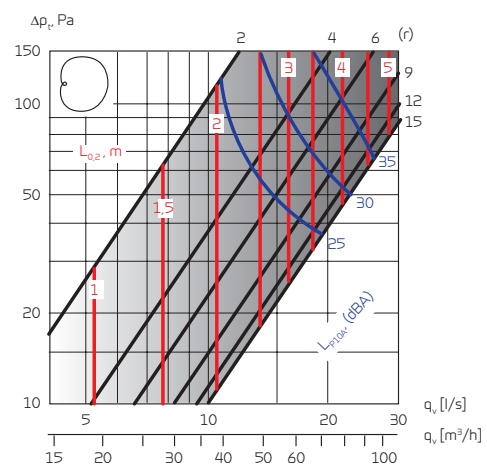 Δpₜ, Pa
2 4 6 (r)
150
3 4 5 9
100 12
2 15
L₀,₂, m
35
50 1,5 30
25
1
20 L_P10A, (dBA)
10
5 10 20 30 qᵥ [l/s]
qᵥ [m³/h]
15 20 30 40 50 60 100